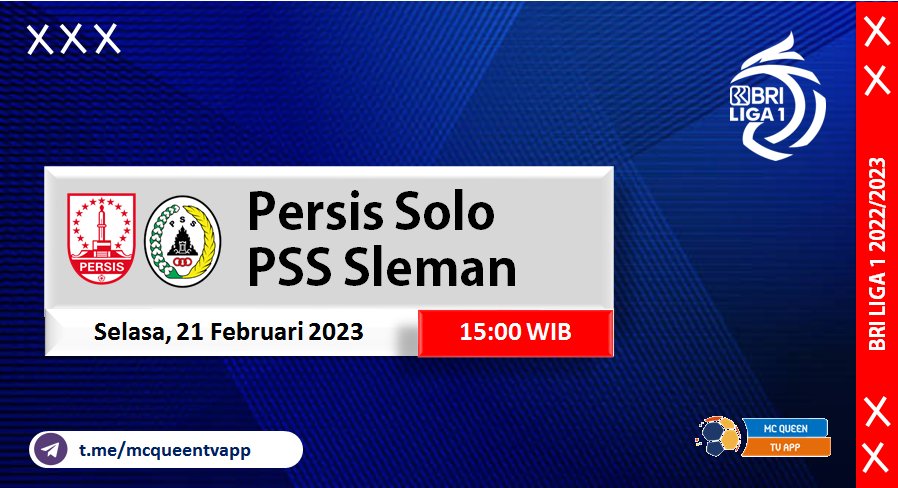 XXX
BRI
LIGA 1
Persis Solo
PSS Sleman
PERSIS
PSS
Selasa, 21 Februari 2023
15:00 WIB
X
X
BRI LIGA 1 2022/2023
X
X
t.me/mcqueentvapp
MC QUEEN
TV APP